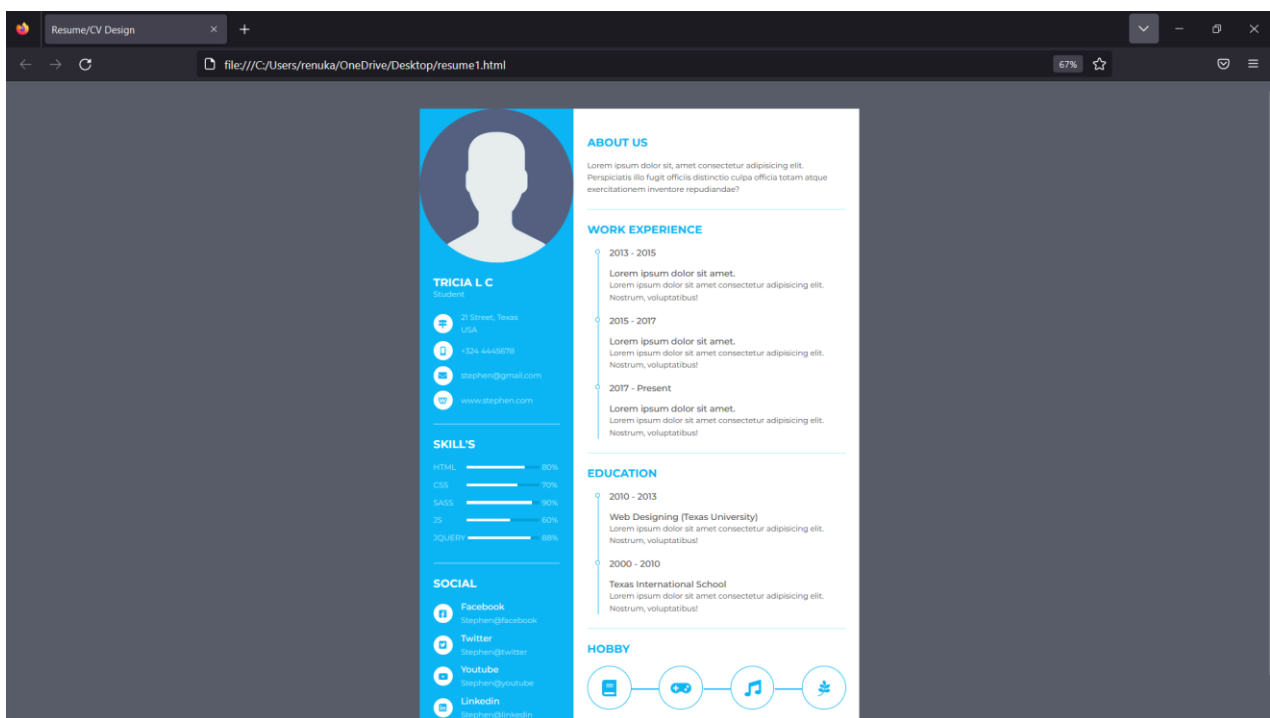 Resume/CV Design
file:///C:/Users/renuka/OneDrive/Desktop/resume1.html
67%
TRICIA L C
Student
21 Street, Texas
USA
+324 4445678
stephen@gmail.com
www.stephen.com
SKILL'S
HTML 80%
CSS 70%
SASS 90%
JS 60%
JQUERY 88%
SOCIAL
Facebook
Stephen@facebook
Twitter
Stephen@twitter
Youtube
Stephen@youtube
Linkedin
Stephen@linkedin
ABOUT US
Lorem ipsum dolor sit, amet consectetur adipisicing elit.
Perspiciatis illo fugit officiis distinctio culpa officia totam atque
exercitationem inventore repudiandae?
WORK EXPERIENCE
2013 - 2015
Lorem ipsum dolor sit amet.
Lorem ipsum dolor sit amet consectetur adipisicing elit.
Nostrum, voluptatibus!
2015 - 2017
Lorem ipsum dolor sit amet.
Lorem ipsum dolor sit amet consectetur adipisicing elit.
Nostrum, voluptatibus!
2017 - Present
Lorem ipsum dolor sit amet.
Lorem ipsum dolor sit amet consectetur adipisicing elit.
Nostrum, voluptatibus!
EDUCATION
2010 - 2013
Web Designing (Texas University)
Lorem ipsum dolor sit amet consectetur adipisicing elit.
Nostrum, voluptatibus!
2000 - 2010
Texas International School
Lorem ipsum dolor sit amet consectetur adipisicing elit.
Nostrum, voluptatibus!
HOBBY